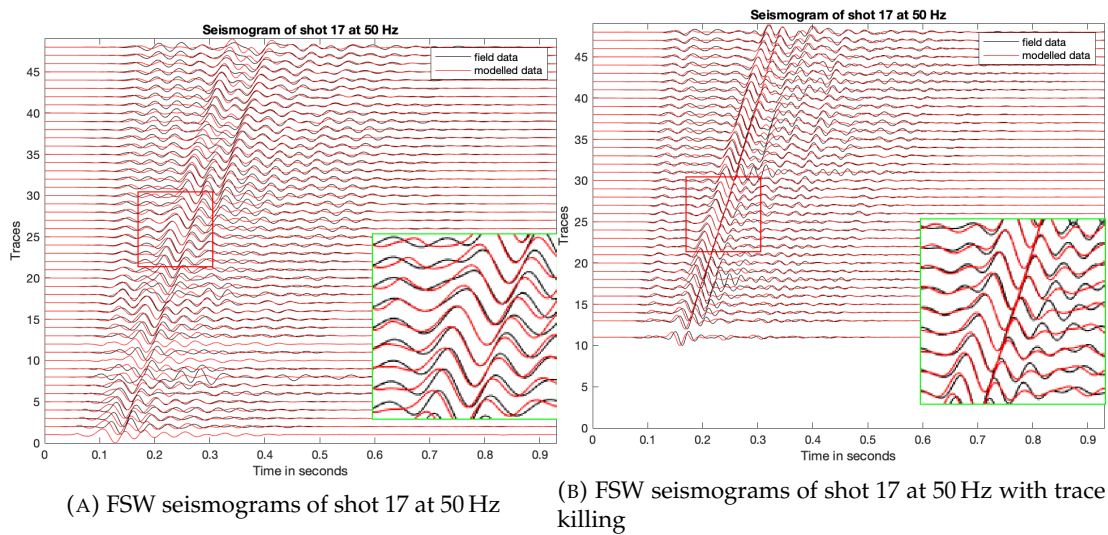 Seismogram of shot 17 at 50 Hz
field data
modelled data
45
40
35
30
25
20
15
10
5
0
Traces
0 0.1 0.2 0.3 0.4 0.5 0.6 0.7 0.8 0.9
Time in seconds
(A) FSW seismograms of shot 17 at 50 Hz
Seismogram of shot 17 at 50 Hz
field data
modelled data
45
40
35
30
25
20
15
10
5
0
Traces
0 0.1 0.2 0.3 0.4 0.5 0.6 0.7 0.8 0.9
Time in seconds
(B) FSW seismograms of shot 17 at 50 Hz with trace
killing